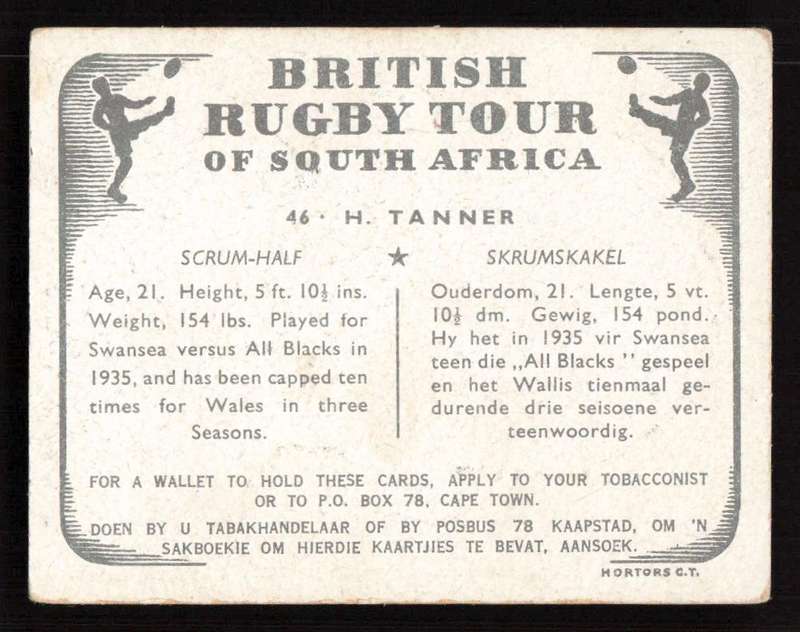 BRITISH
RUGBY TOUR
OF SOUTH AFRICA
46 · H. TANNER
SCRUM-HALF ★ SKRUMSKAKEL
Age, 21. Height, 5 ft. 10½ ins.
Weight, 154 lbs. Played for
Swansea versus All Blacks in
1935, and has been capped ten
times for Wales in three
Seasons.
Ouderdom, 21. Lengte, 5 vt.
10½ dm. Gewig, 154 pond.
Hy het in 1935 vir Swansea
teen die „All Blacks" gespeel
en het Wallis tienmaal ge-
durende drie seisoene ver-
teenwoordig.
FOR A WALLET TO HOLD THESE CARDS, APPLY TO YOUR TOBACCONIST
OR TO P.O. BOX 78, CAPE TOWN.
DOEN BY U TABAKHANDELAAR OF BY POSBUS 78 KAAPSTAD, OM 'N
SAKBOEKIE OM HIERDIE KAARTJIES TE BEVAT, AANSOEK.
HORTORS C.T.